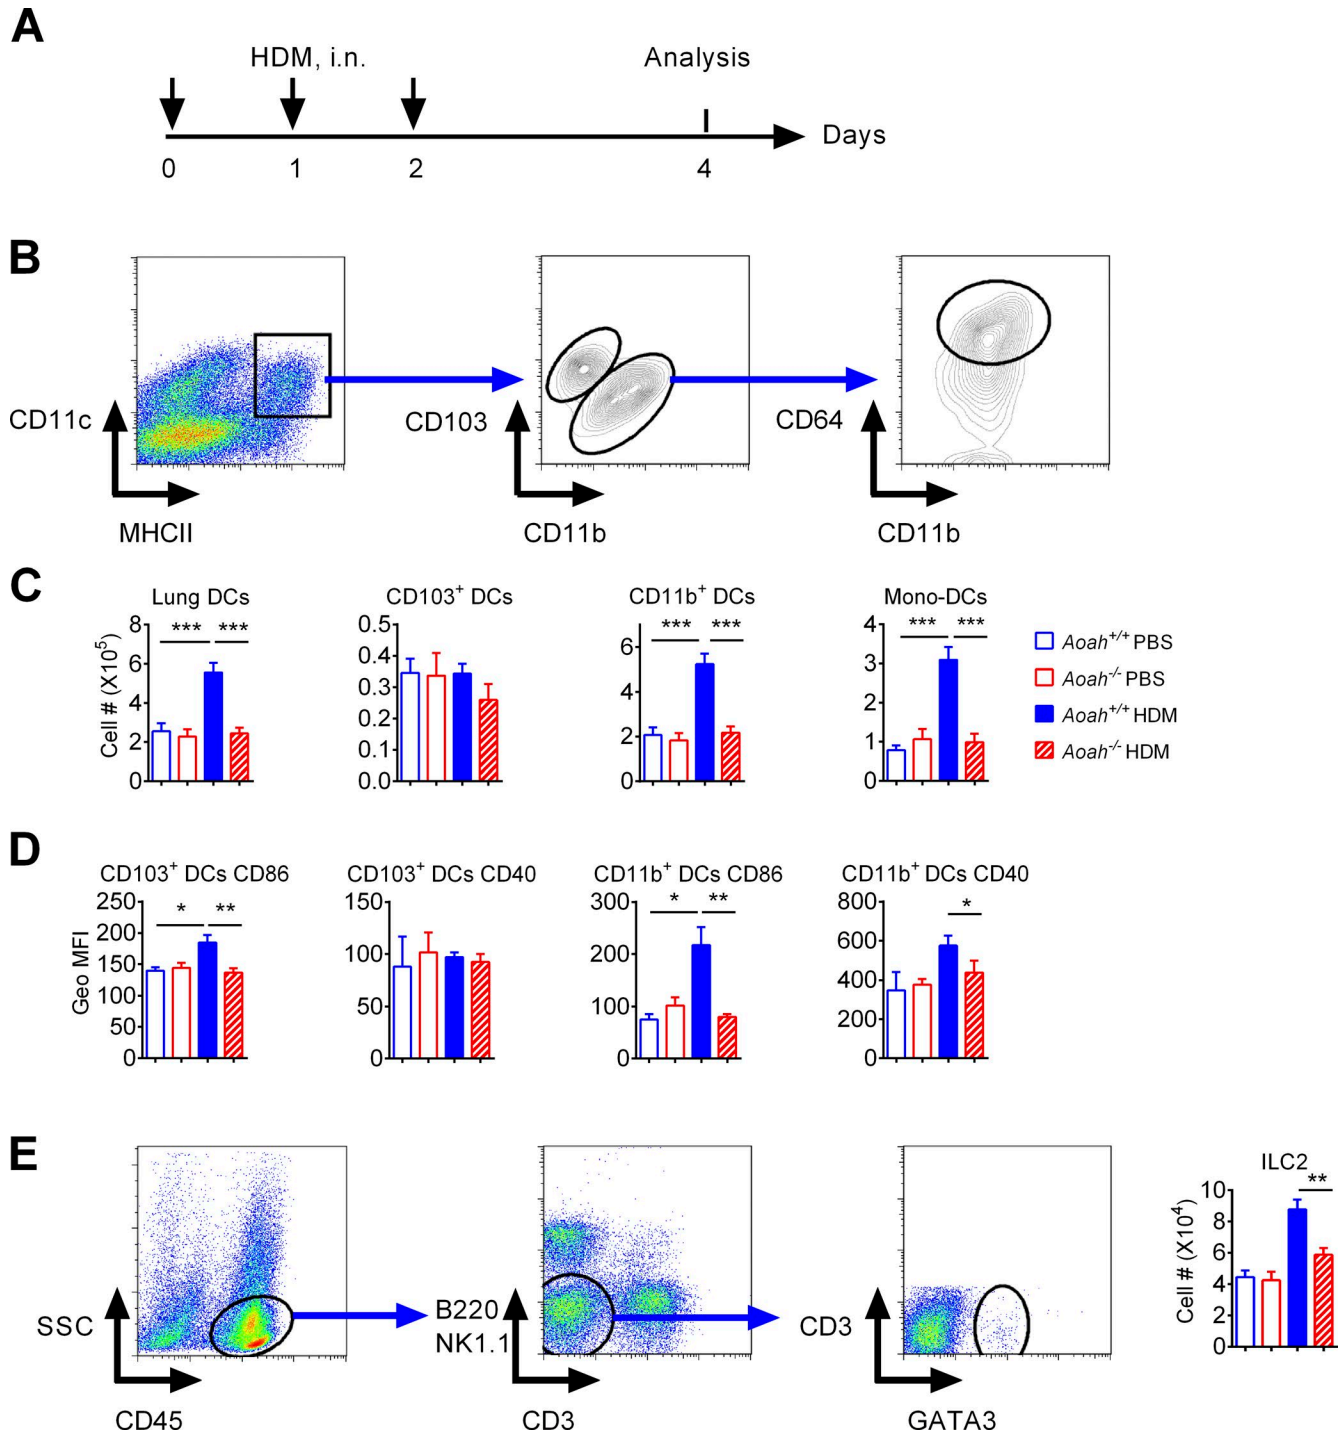 A
HDM, i.n.
Analysis
Days
0
1
2
4
B
CD11c
MHCII
CD103
CD11b
CD64
CD11b
C
Lung DCs
Cell # (X10⁵)
8
6
4
2
0
***
***
CD103⁺ DCs
0.5
0.4
0.3
0.2
0.1
0.0
CD11b⁺ DCs
6
4
2
0
***
***
Mono-DCs
4
3
2
1
0
***
***
Aoah⁺/⁺ PBS
Aoah⁻/⁻ PBS
Aoah⁺/⁺ HDM
Aoah⁻/⁻ HDM
D
CD103⁺ DCs CD86
Geo MFI
250
200
150
100
50
0
*
**
CD103⁺ DCs CD40
150
100
50
0
CD11b⁺ DCs CD86
300
200
100
0
*
**
CD11b⁺ DCs CD40
800
600
400
200
0
*
E
SSC
CD45
B220
NK1.1
CD3
CD3
GATA3
ILC2
Cell # (X10⁴)
10
8
6
4
2
0
**